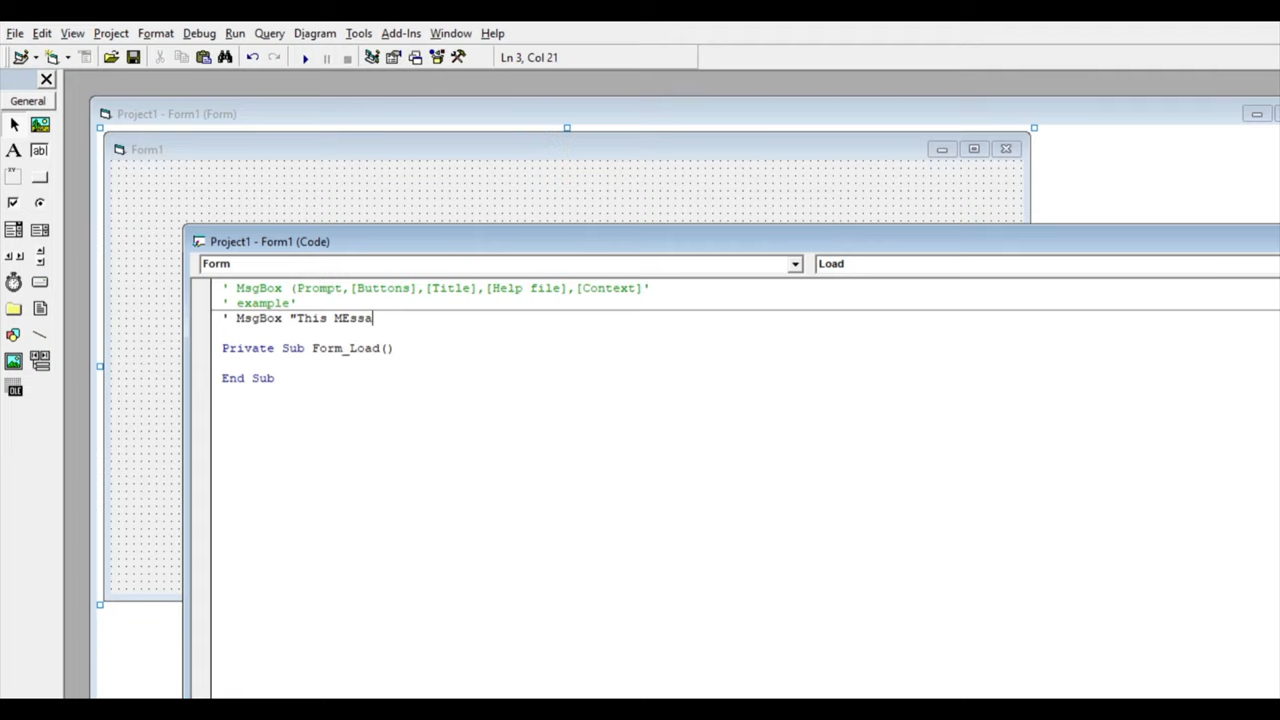 File Edit View Project Format Debug Run Query Diagram Tools Add-Ins Window Help
Ln 3, Col 21
General
Project1 - Form1 (Form)
A ab|
Form1
Project1 - Form1 (Code)
Form Load
' MsgBox (Prompt,[Buttons],[Title],[Help file],[Context]'
' example'
' MsgBox "This MEssa
Private Sub Form_Load()
End Sub
OLE